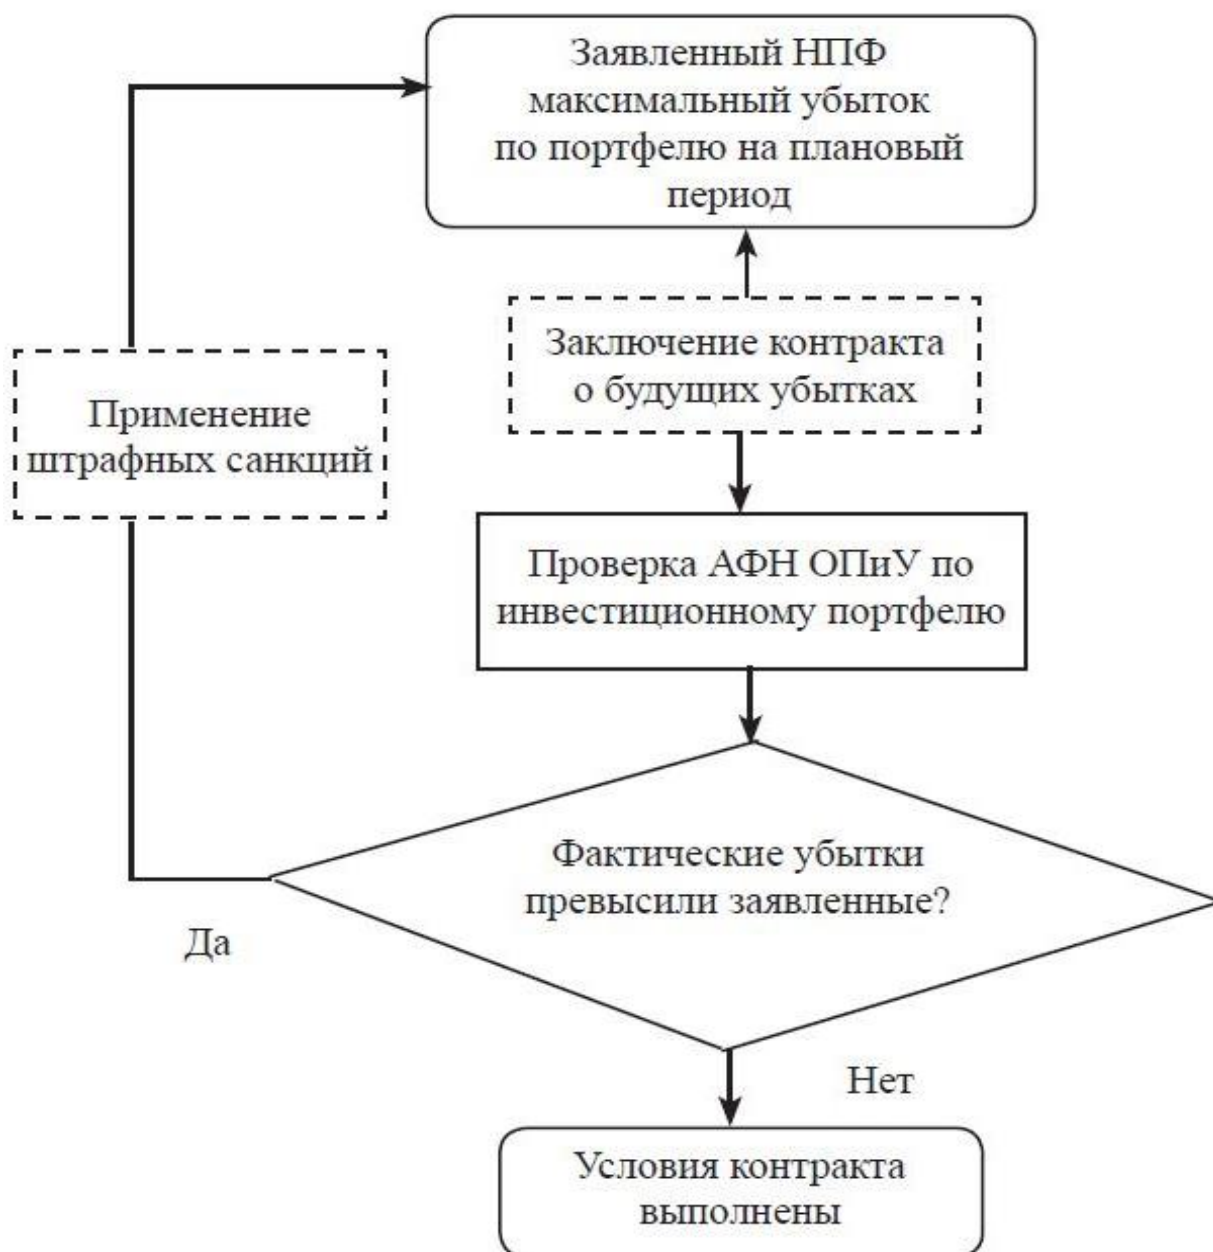 Заявленный НПФ
максимальный убыток
по портфелю на плановый
период
Заключение контракта
о будущих убытках
Применение
штрафных санкций
Проверка АФН ОПиУ по
инвестиционному портфелю
Фактические убытки
превысили заявленные?
Да
Нет
Условия контракта
выполнены